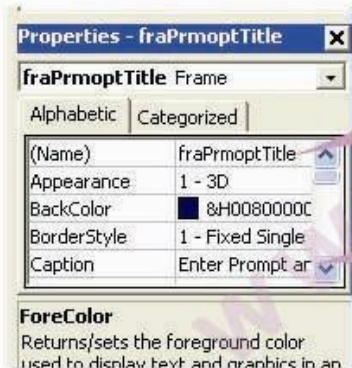 Properties - fraPrmoptTitle
fraPrmoptTitle Frame
Alphabetic Categorized
(Name) fraPrmoptTitle
Appearance 1 - 3D
BackColor &H0080000C
BorderStyle 1 - Fixed Single
Caption Enter Prompt an
ForeColor
Returns/sets the foreground color
used to display text and graphics in an